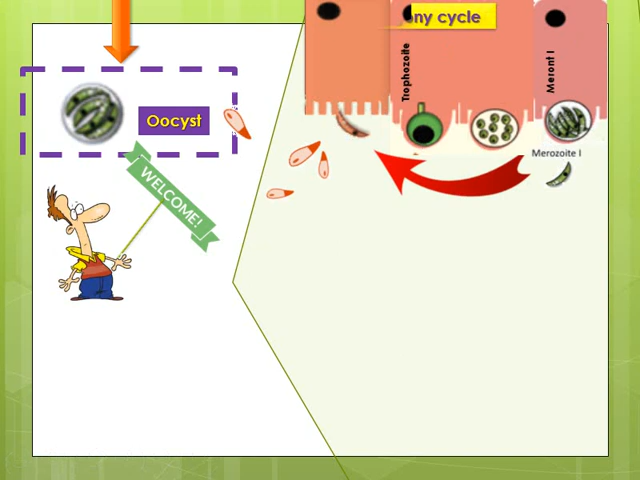 ny cycle
Trophozoite
Meront I
Oocyst
Merozoite I
WELCOME!